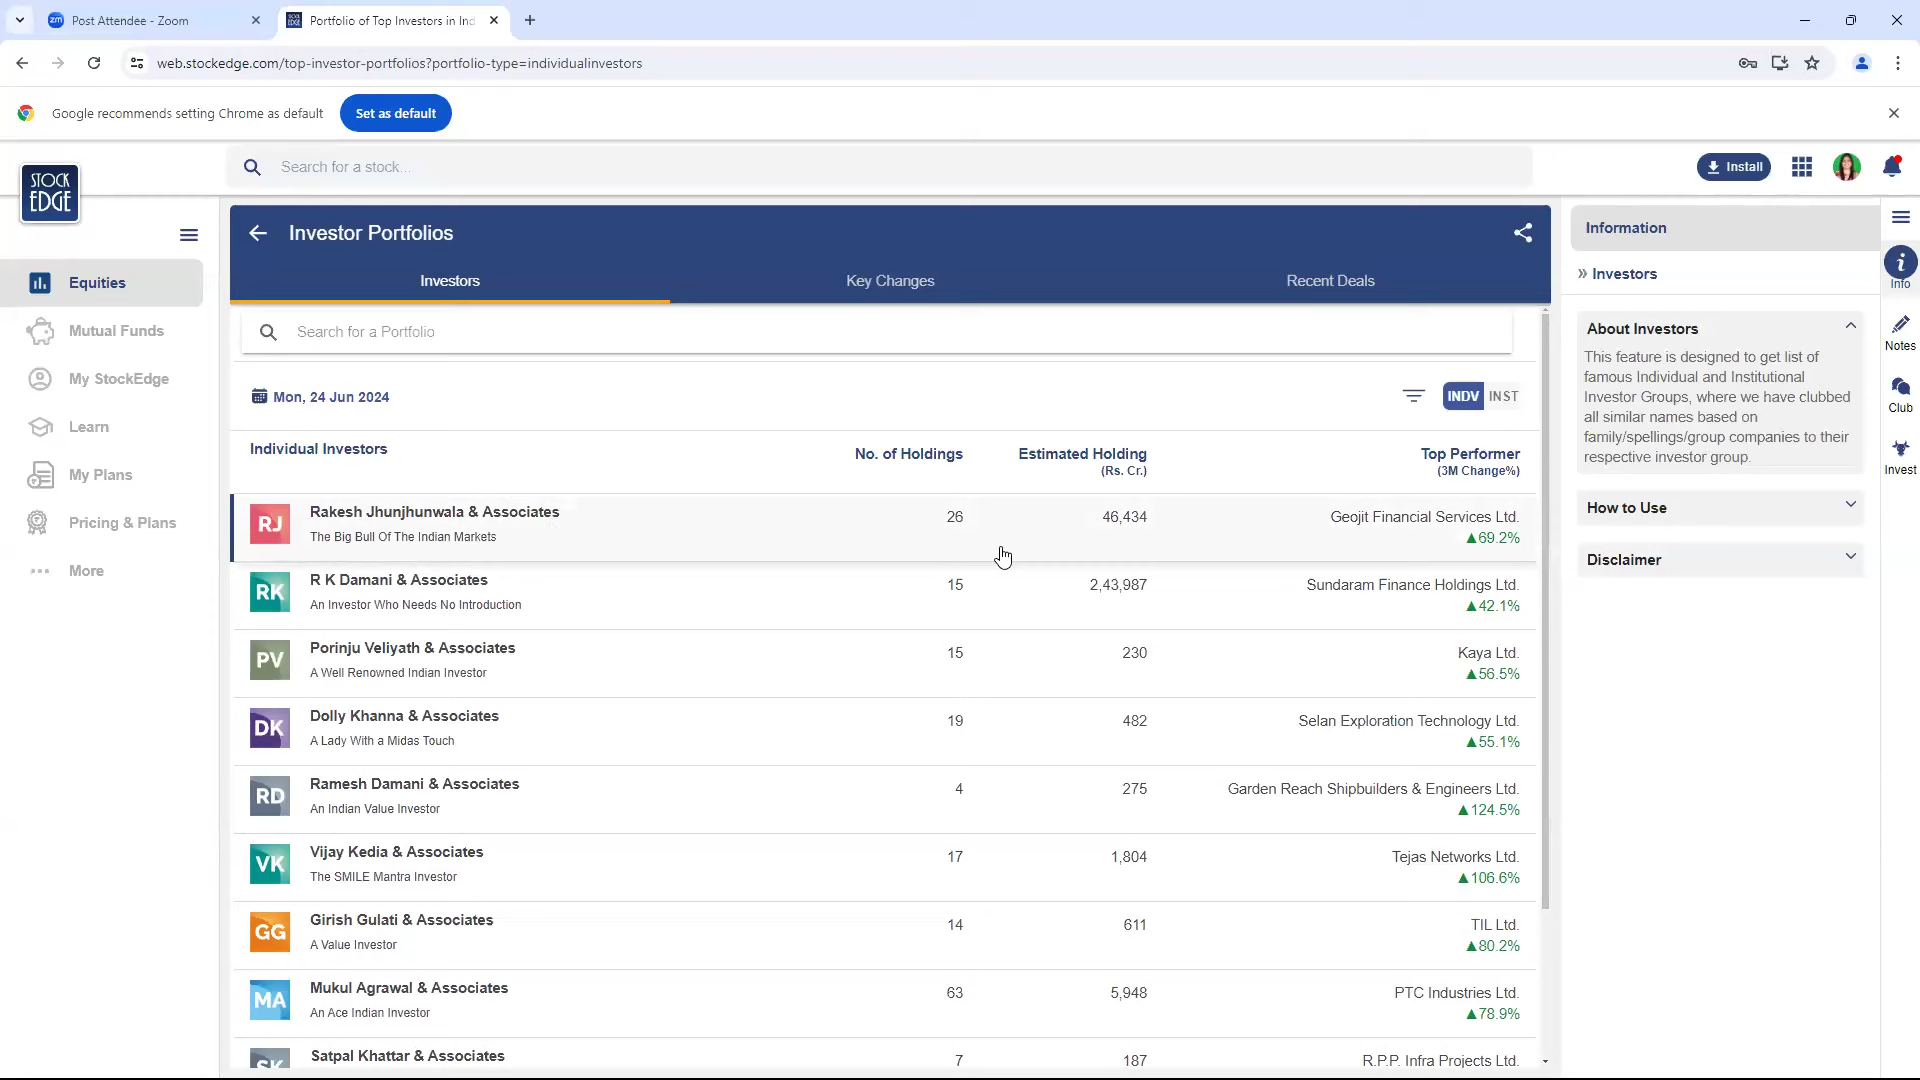 zm Post Attendee - Zoom
Portfolio of Top Investors in Ind
web.stockedge.com/top-investor-portfolios?portfolio-type=individualinvestors
Google recommends setting Chrome as default
Set as default
STOCK
EDGE
Search for a stock...
Install
Equities
Mutual Funds
My StockEdge
Learn
My Plans
Pricing & Plans
More
Investor Portfolios
Investors
Key Changes
Recent Deals
Search for a Portfolio
Mon, 24 Jun 2024
INDV INST
Individual Investors No. of Holdings Estimated Holding Top Performer
(Rs. Cr.) (3M Change%)
RJ Rakesh Jhunjhunwala & Associates 26 46,434 Geojit Financial Services Ltd.
The Big Bull Of The Indian Markets ▲69.2%
RK R K Damani & Associates 15 2,43,987 Sundaram Finance Holdings Ltd.
An Investor Who Needs No Introduction ▲42.1%
PV Porinju Veliyath & Associates 15 230 Kaya Ltd.
A Well Renowned Indian Investor ▲56.5%
DK Dolly Khanna & Associates 19 482 Selan Exploration Technology Ltd.
A Lady With a Midas Touch ▲55.1%
RD Ramesh Damani & Associates 4 275 Garden Reach Shipbuilders & Engineers Ltd.
An Indian Value Investor ▲124.5%
VK Vijay Kedia & Associates 17 1,804 Tejas Networks Ltd.
The SMILE Mantra Investor ▲106.6%
GG Girish Gulati & Associates 14 611 TIL Ltd.
A Value Investor ▲80.2%
MA Mukul Agrawal & Associates 63 5,948 PTC Industries Ltd.
An Ace Indian Investor ▲78.9%
SK Satpal Khattar & Associates 7 187 R.P.P. Infra Projects Ltd.
Information
» Investors
About Investors
This feature is designed to get list of
famous Individual and Institutional
Investor Groups, where we have clubbed
all similar names based on
family/spellings/group companies to their
respective investor group.
How to Use
Disclaimer
i
Info
Notes
Club
Invest